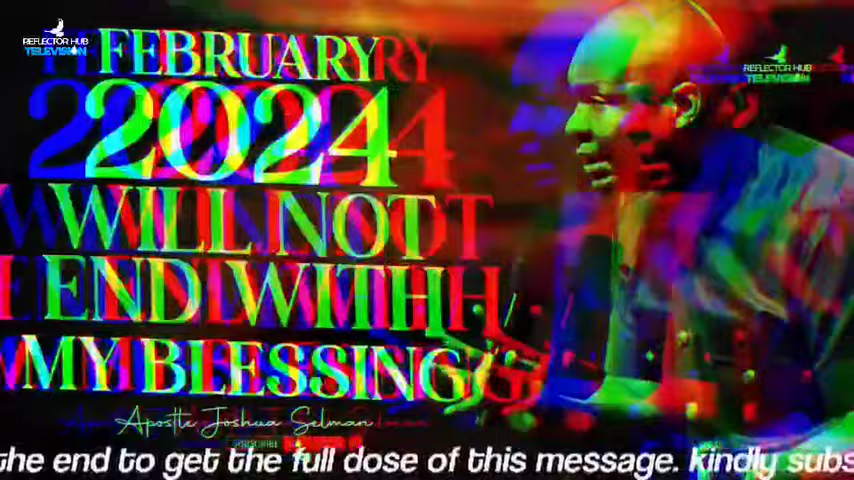 REFLECTOR HUB
TELEVISION
REFLECTOR HUB
TELEVISION
FEBRUARY
2024
WILL NOT
END WITH
MY BLESSING
Apostle Joshua Selman
SUBSCRIBE
the end to get the full dose of this message. kindly subs